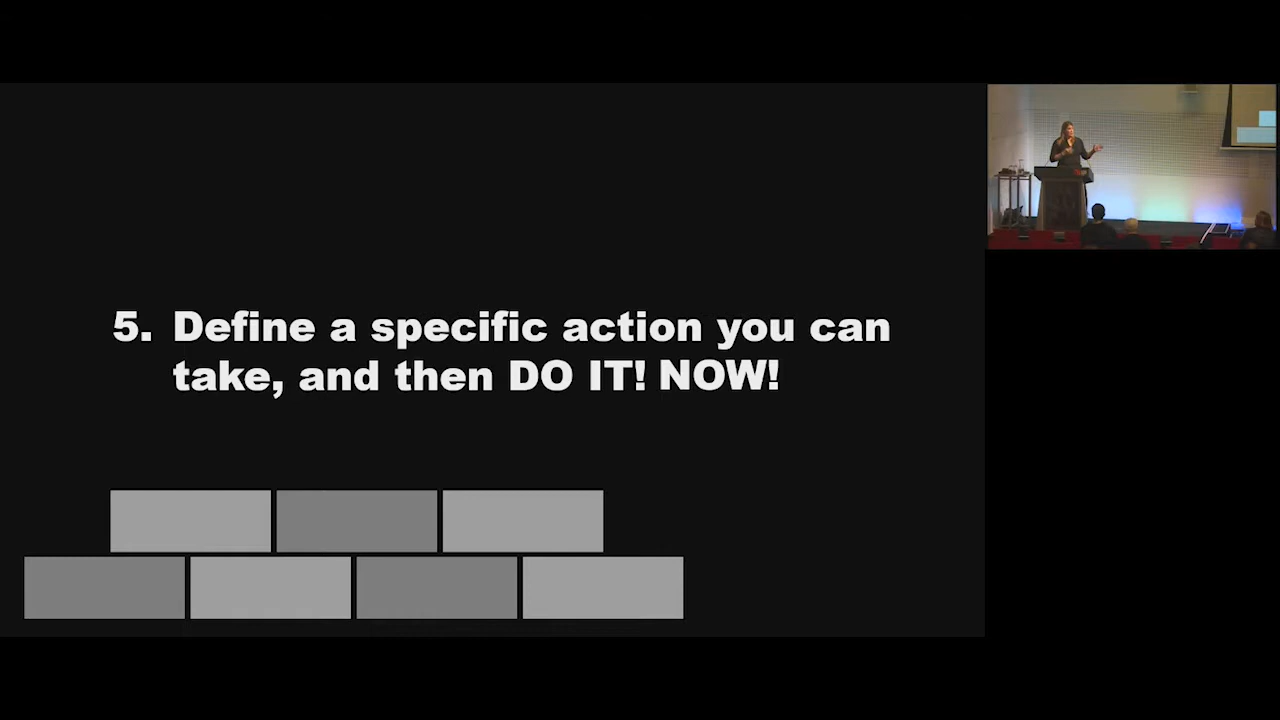 5. Define a specific action you can
take, and then DO IT! NOW!